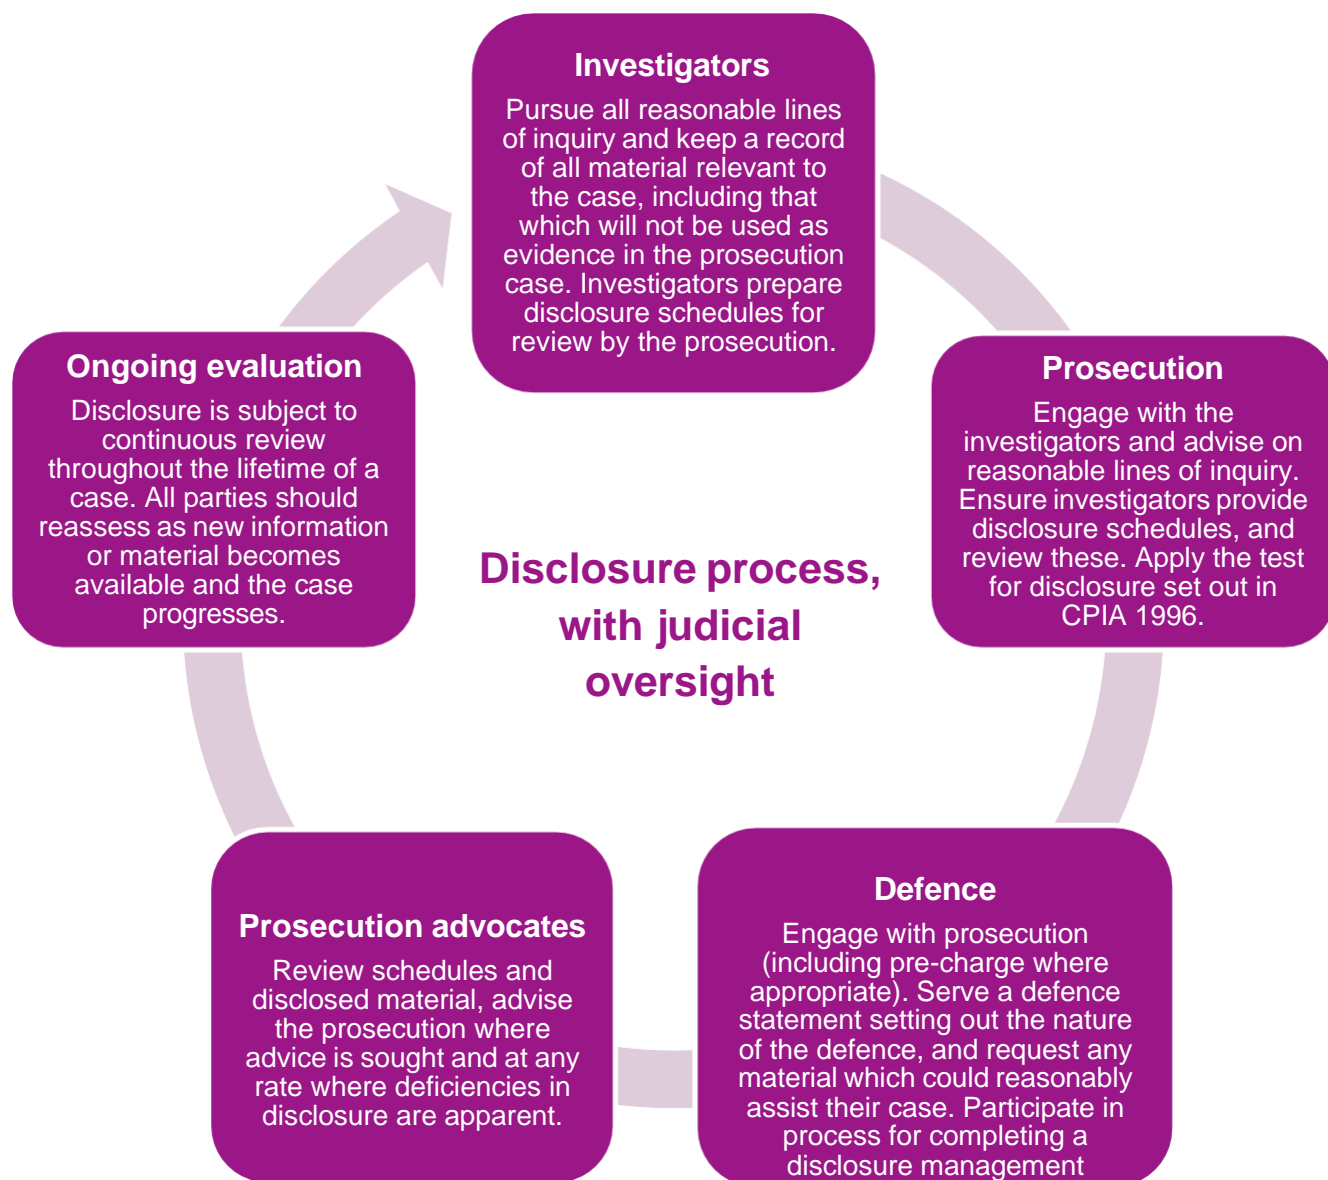 Investigators
Pursue all reasonable lines
of inquiry and keep a record
of all material relevant to
the case, including that
which will not be used as
evidence in the prosecution
case. Investigators prepare
disclosure schedules for
review by the prosecution.
Prosecution
Engage with the
investigators and advise on
reasonable lines of inquiry.
Ensure investigators provide
disclosure schedules, and
review these. Apply the test
for disclosure set out in
CPIA 1996.
Defence
Engage with prosecution
(including pre-charge where
appropriate). Serve a defence
statement setting out the nature
of the defence, and request any
material which could reasonably
assist their case. Participate in
process for completing a
disclosure management
Prosecution advocates
Review schedules and
disclosed material, advise
the prosecution where
advice is sought and at any
rate where deficiencies in
disclosure are apparent.
Ongoing evaluation
Disclosure is subject to
continuous review
throughout the lifetime of a
case. All parties should
reassess as new information
or material becomes
available and the case
progresses.
Disclosure process,
with judicial
oversight